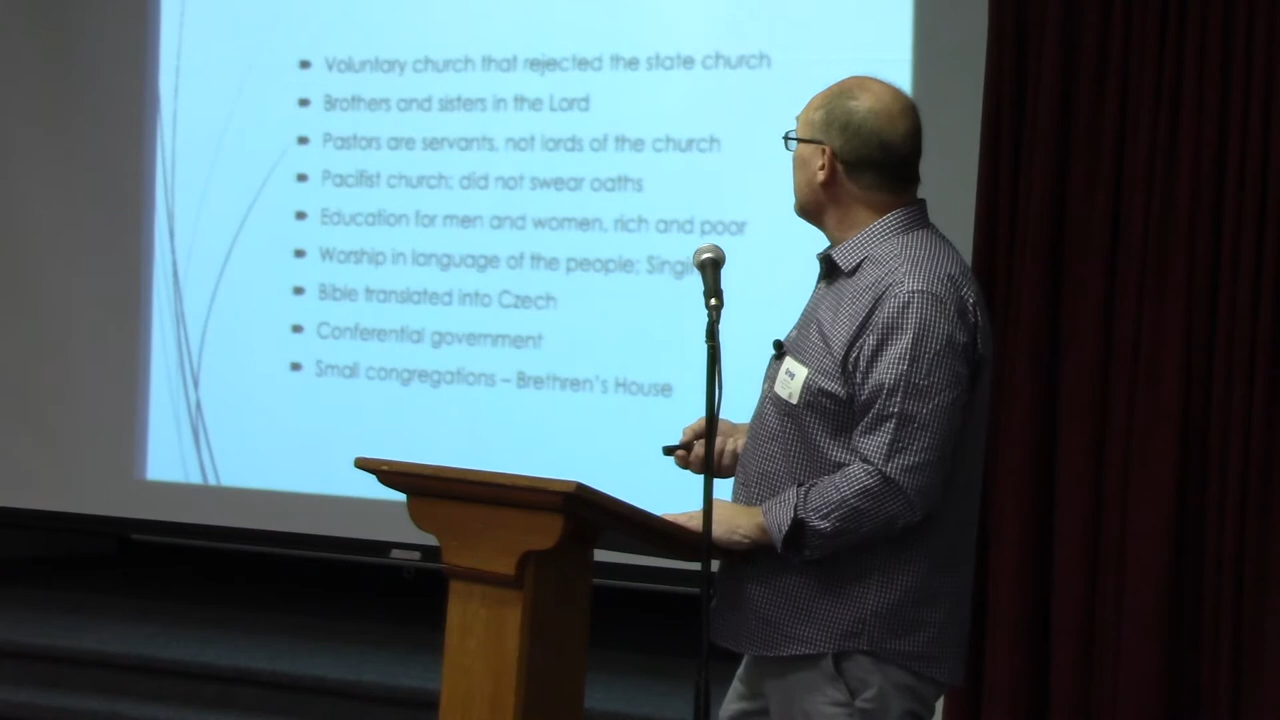 Voluntary church that rejected the state church
Brothers and sisters in the Lord
Pastors are servants, not lords of the church
Pacifist church; did not swear oaths
Education for men and women, rich and poor
Worship in language of the people; Singi
Bible translated into Czech
Conferential government
Small congregations – Brethren's House